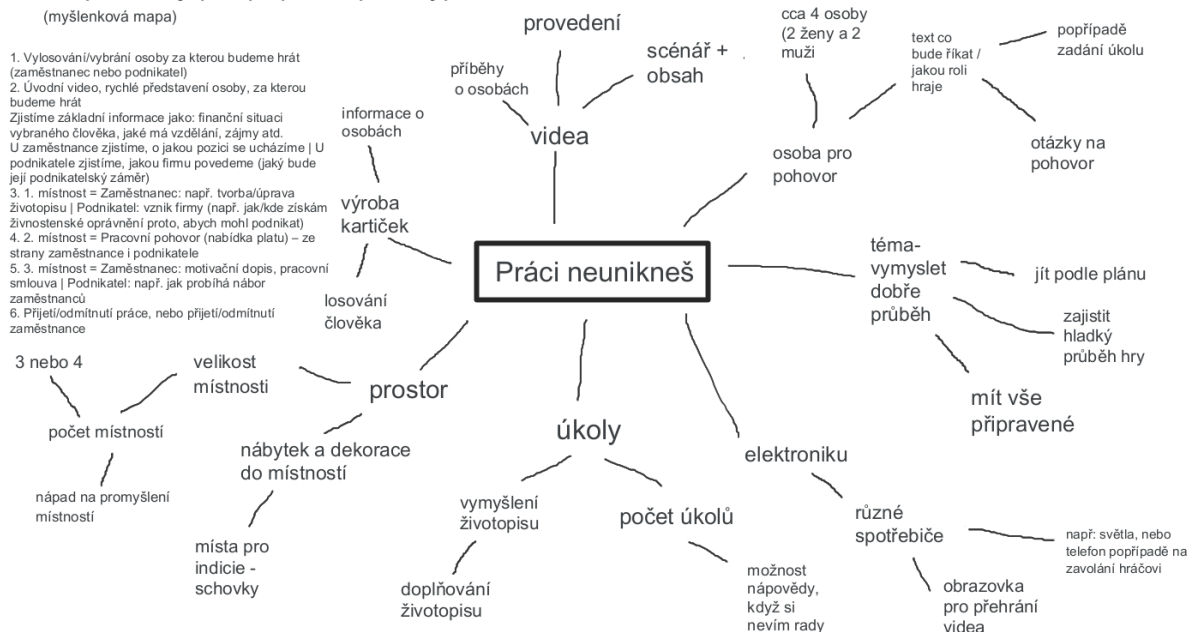 (myšlenková mapa)
1. Vylosování/vybrání osoby za kterou budeme hrát
(zaměstnanec nebo podnikatel)
2. Úvodní video, rychlé představení osoby, za kterou
budeme hrát
Zjistíme základní informace jako: finanční situaci
vybraného člověka, jaké má vzdělání, zájmy atd.
U zaměstnance zjistíme, o jakou pozici se ucházíme | U
podnikatele zjistíme, jakou firmu povedeme (jaký bude
její podnikatelský záměr)
3. 1. místnost = Zaměstnanec: např. tvorba/úprava
životopisu | Podnikatel: vznik firmy (např. jak/kde získám
živnostenské oprávnění proto, abych mohl podnikat)
4. 2. místnost = Pracovní pohovor (nabídka platu) – ze
strany zaměstnance i podnikatele
5. 3. místnost = Zaměstnanec: motivační dopis, pracovní
smlouva | Podnikatel: např. jak probíhá nábor
zaměstnanců
6. Přijetí/odmítnutí práce, nebo přijetí/odmítnutí
zaměstnance
provedení
scénář +
obsah
příběhy
o osobách
videa
cca 4 osoby
(2 ženy a 2
muži
text co
bude říkat /
jakou roli
hraje
popřípadě
zadání úkolu
otázky na
pohovor
osoba pro
pohovor
informace o
osobách
výroba
kartiček
losování
člověka
Práci neunikneš
téma-
vymyslet
dobře
průběh
jít podle plánu
zajistit
hladký
průběh hry
mít vše
připravené
3 nebo 4
velikost
místnosti
prostor
počet místností
nápad na promyšlení
místností
nábytek a dekorace
do místností
místa pro
indicie -
schovky
úkoly
vymyšlení
životopisu
doplňování
životopisu
počet úkolů
možnost
nápovědy,
když si
nevím rady
elektroniku
různé
spotřebiče
např: světla, nebo
telefon popřípadě na
zavolání hráčovi
obrazovka
pro přehrání
videa